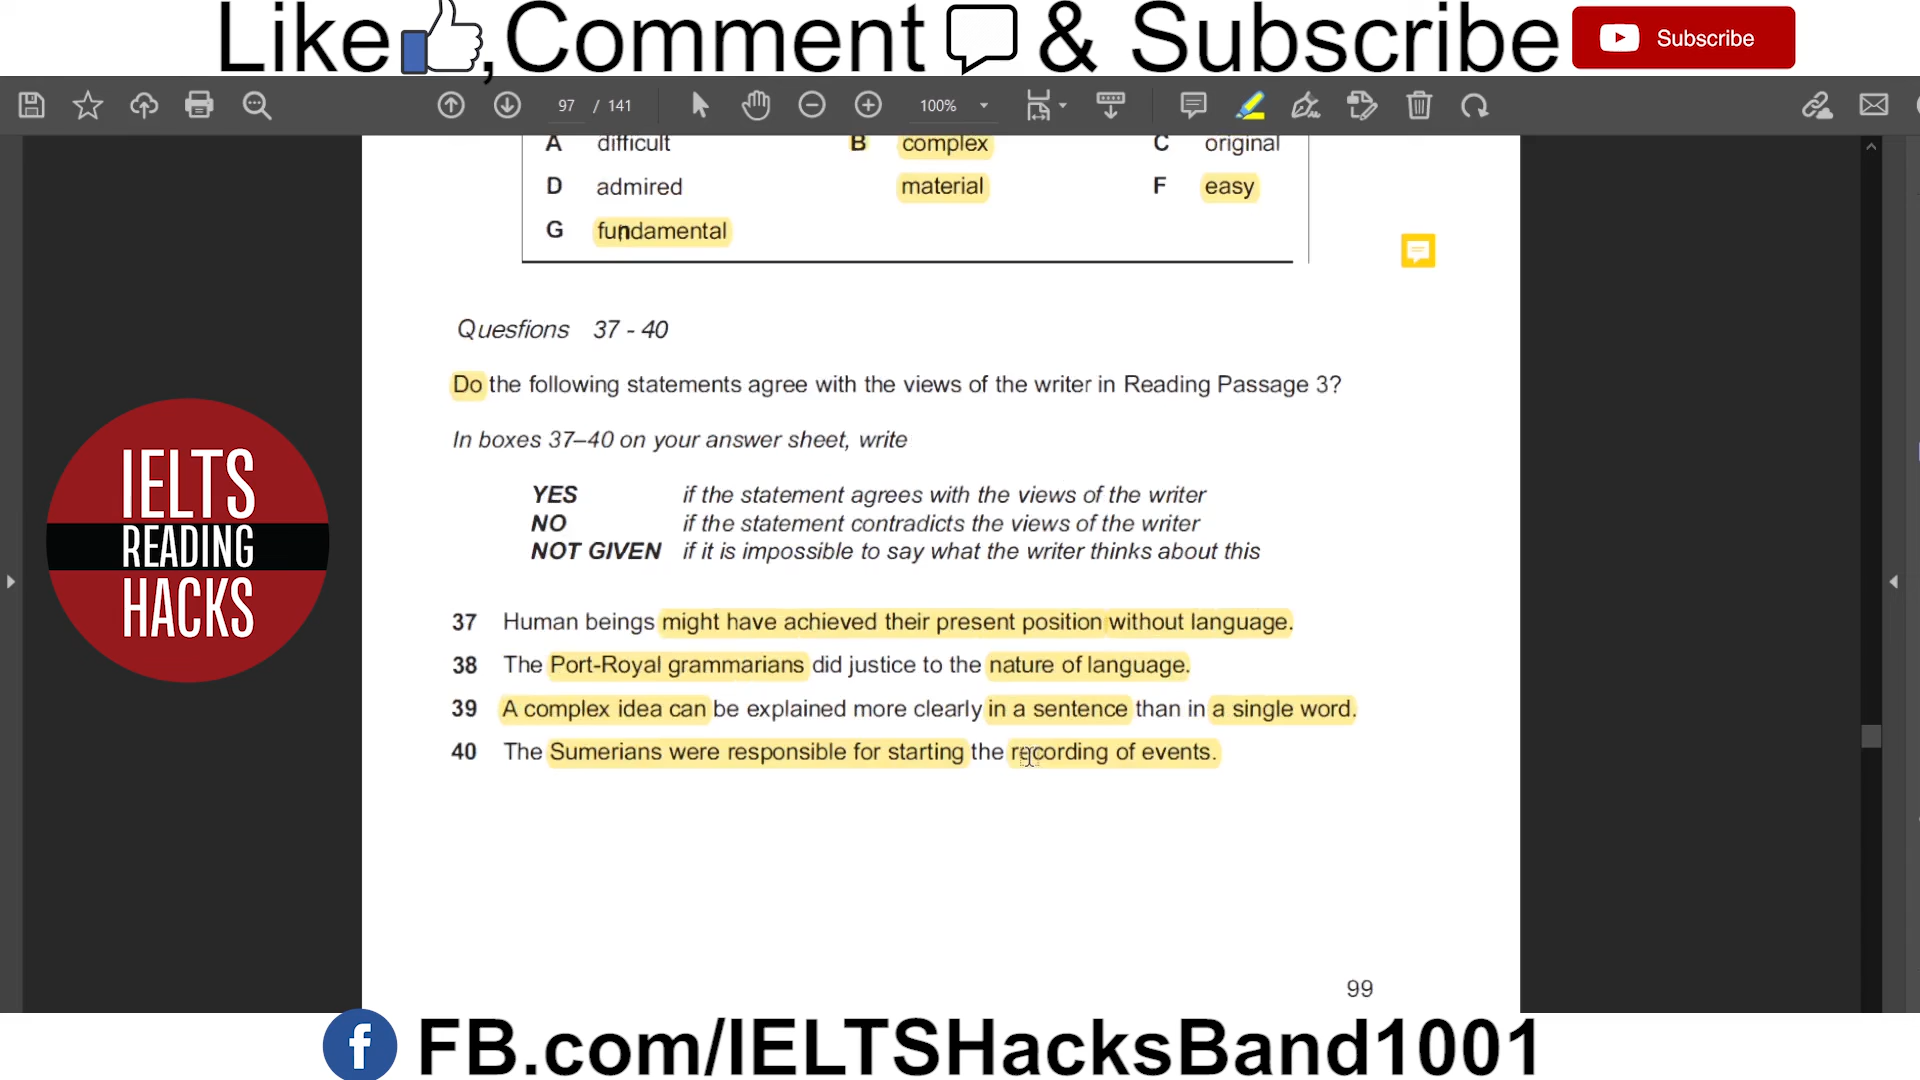 Like , Comment & Subscribe Subscribe
97 / 141 100%
A difficult B complex C original
D admired material F easy
G fundamental
Quesfions 37 - 40
Do the following statements agree with the views of the writer in Reading Passage 3?
In boxes 37–40 on your answer sheet, write
YES if the statement agrees with the views of the writer
NO if the statement contradicts the views of the writer
NOT GIVEN if it is impossible to say what the writer thinks about this
IELTS
READING
HACKS
37 Human beings might have achieved their present position without language.
38 The Port-Royal grammarians did justice to the nature of language.
39 A complex idea can be explained more clearly in a sentence than in a single word.
40 The Sumerians were responsible for starting the recording of events.
99
f FB.com/IELTSHacksBand1001